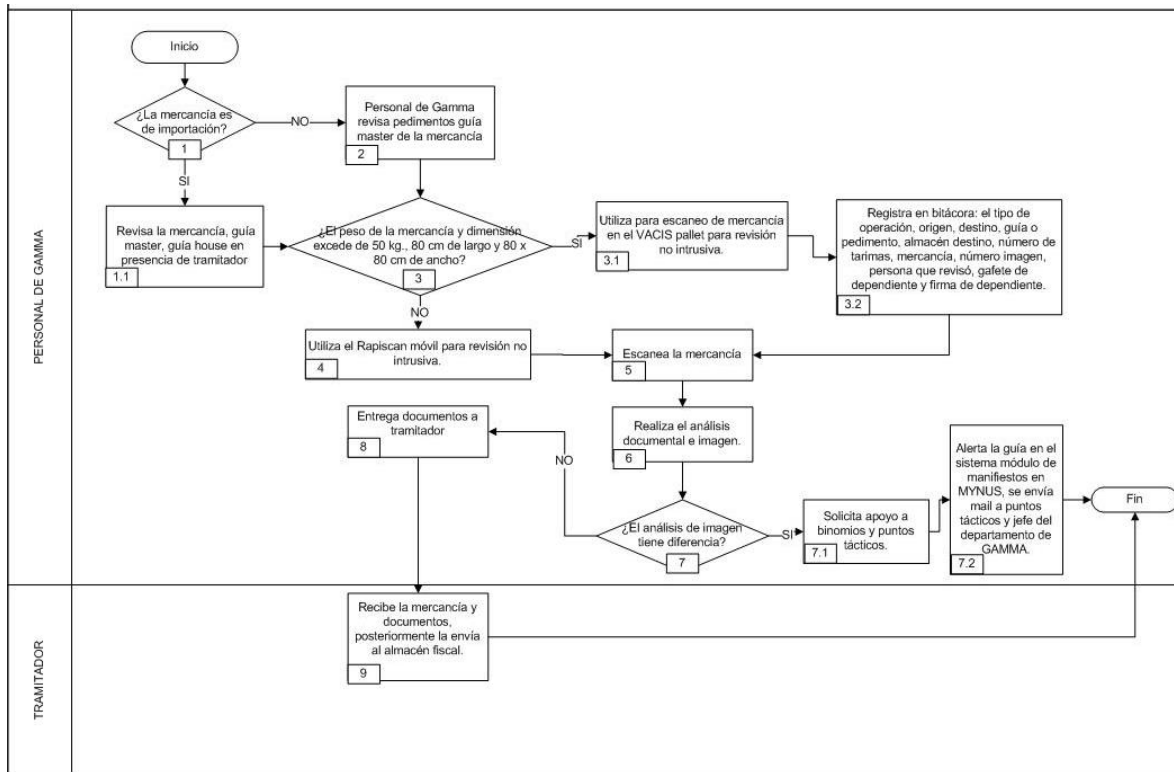 PERSONAL DE GAMMA
Inicio
¿La mercancía es
de importación?
1
NO
SI
Personal de Gamma
revisa pedimentos guía
master de la mercancía
2
Revisa la mercancía, guía
master, guía house en
presencia de tramitador
1.1
¿El peso de la mercancía y dimensión
excede de 50 kg., 80 cm de largo y 80 x
80 cm de ancho?
3
SI
NO
Utiliza para escaneo de mercancía
en el VACIS pallet para revisión
no intrusiva.
3.1
Registra en bitácora: el tipo de
operación, origen, destino, guía o
pedimento, almacén destino, número de
tarimas, mercancía, número imagen,
persona que revisó, gafete de
dependiente y firma de dependiente.
3.2
Utiliza el Rapiscan móvil para revisión no
intrusiva.
4
Escanea la mercancía
5
Realiza el análisis
documental e imagen.
6
¿El análisis de imagen
tiene diferencia?
7
NO
SI
Entrega documentos a
tramitador
8
Solicita apoyo a
binomios y puntos
tácticos.
7.1
Alerta la guía en el
sistema módulo de
manifiestos en
MYNUS, se envía
mail a puntos
tácticos y jefe del
departamento de
GAMMA.
7.2
Fin
TRAMITADOR
Recibe la mercancía y
documentos,
posteriormente la envía
al almacén fiscal.
9